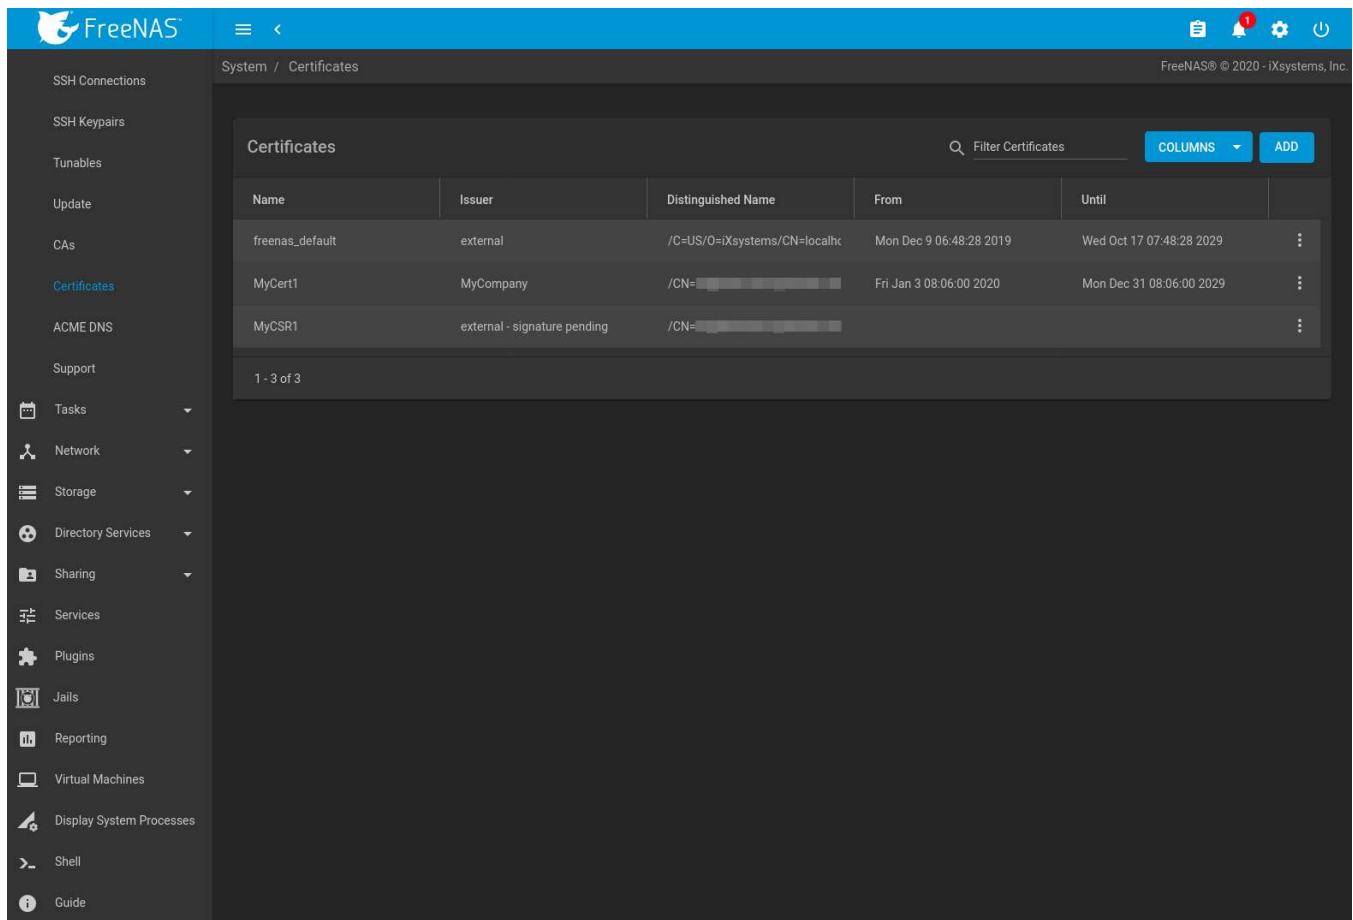 FreeNAS
1
System / Certificates
FreeNAS® © 2020 - iXsystems, Inc.
SSH Connections
SSH Keypairs
Tunables
Update
CAs
Certificates
ACME DNS
Support
Tasks
Network
Storage
Directory Services
Sharing
Services
Plugins
Jails
Reporting
Virtual Machines
Display System Processes
Shell
Guide
Certificates
Filter Certificates
COLUMNS
ADD
Name Issuer Distinguished Name From Until
freenas_default external /C=US/O=iXsystems/CN=localhc Mon Dec 9 06:48:28 2019 Wed Oct 17 07:48:28 2029
MyCert1 MyCompany /CN= Fri Jan 3 08:06:00 2020 Mon Dec 31 08:06:00 2029
MyCSR1 external - signature pending /CN=
1 - 3 of 3